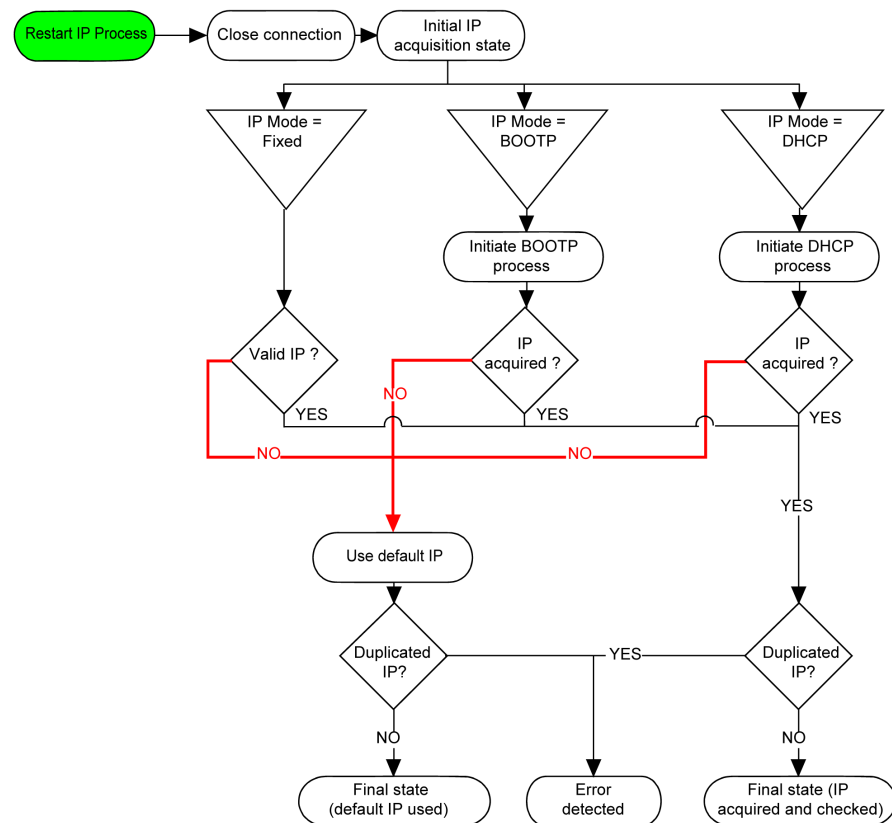 Restart IP Process
Close connection
Initial IP
acquisition state
IP Mode =
Fixed
IP Mode =
BOOTP
IP Mode =
DHCP
Initiate BOOTP
process
Initiate DHCP
process
Valid IP ?
IP
acquired ?
IP
acquired ?
NO
YES
YES
YES
NO
NO
YES
Use default IP
Duplicated
IP?
YES
Duplicated
IP?
NO
NO
Final state
(default IP used)
Error
detected
Final state (IP
acquired and checked)